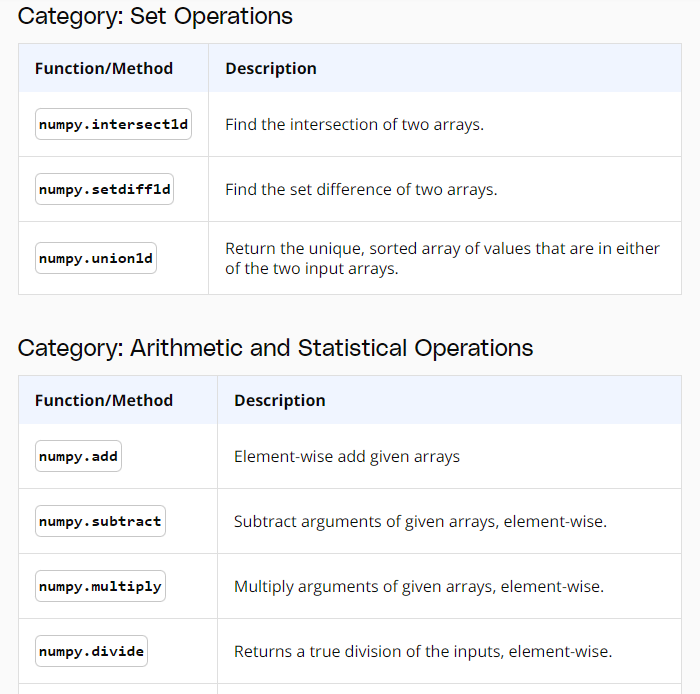 Category: Set Operations
Function/Method Description
numpy.intersect1d Find the intersection of two arrays.
numpy.setdiff1d Find the set difference of two arrays.
numpy.union1d Return the unique, sorted array of values that are in either
of the two input arrays.
Category: Arithmetic and Statistical Operations
Function/Method Description
numpy.add Element-wise add given arrays
numpy.subtract Subtract arguments of given arrays, element-wise.
numpy.multiply Multiply arguments of given arrays, element-wise.
numpy.divide Returns a true division of the inputs, element-wise.